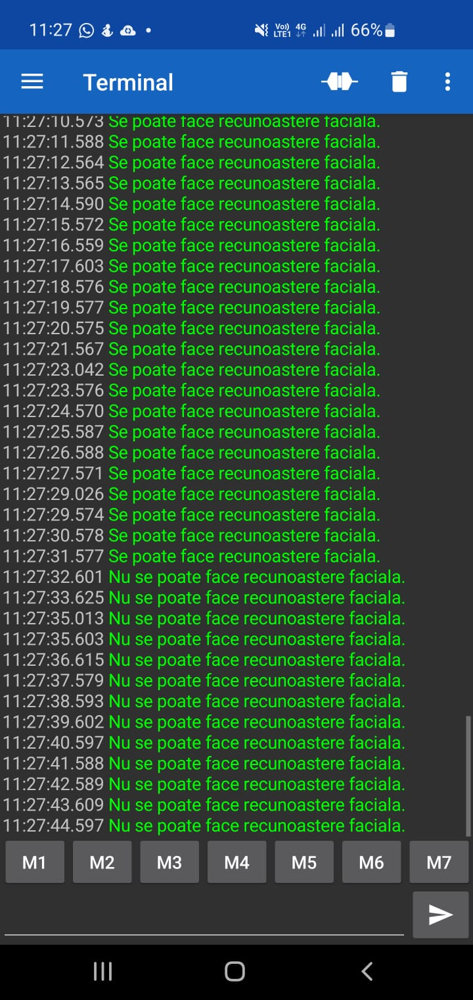 11:27
Vo)) LTE1 4G 66%
Terminal
11:27:10.573 Se poate face recunoastere faciala.
11:27:11.588 Se poate face recunoastere faciala.
11:27:12.564 Se poate face recunoastere faciala.
11:27:13.565 Se poate face recunoastere faciala.
11:27:14.590 Se poate face recunoastere faciala.
11:27:15.572 Se poate face recunoastere faciala.
11:27:16.559 Se poate face recunoastere faciala.
11:27:17.603 Se poate face recunoastere faciala.
11:27:18.576 Se poate face recunoastere faciala.
11:27:19.577 Se poate face recunoastere faciala.
11:27:20.575 Se poate face recunoastere faciala.
11:27:21.567 Se poate face recunoastere faciala.
11:27:23.042 Se poate face recunoastere faciala.
11:27:23.576 Se poate face recunoastere faciala.
11:27:24.570 Se poate face recunoastere faciala.
11:27:25.587 Se poate face recunoastere faciala.
11:27:26.588 Se poate face recunoastere faciala.
11:27:27.571 Se poate face recunoastere faciala.
11:27:29.026 Se poate face recunoastere faciala.
11:27:29.574 Se poate face recunoastere faciala.
11:27:30.578 Se poate face recunoastere faciala.
11:27:31.577 Se poate face recunoastere faciala.
11:27:32.601 Nu se poate face recunoastere faciala.
11:27:33.625 Nu se poate face recunoastere faciala.
11:27:35.013 Nu se poate face recunoastere faciala.
11:27:35.603 Nu se poate face recunoastere faciala.
11:27:36.615 Nu se poate face recunoastere faciala.
11:27:37.579 Nu se poate face recunoastere faciala.
11:27:38.593 Nu se poate face recunoastere faciala.
11:27:39.602 Nu se poate face recunoastere faciala.
11:27:40.597 Nu se poate face recunoastere faciala.
11:27:41.588 Nu se poate face recunoastere faciala.
11:27:42.589 Nu se poate face recunoastere faciala.
11:27:43.609 Nu se poate face recunoastere faciala.
11:27:44.597 Nu se poate face recunoastere faciala.
M1 M2 M3 M4 M5 M6 M7